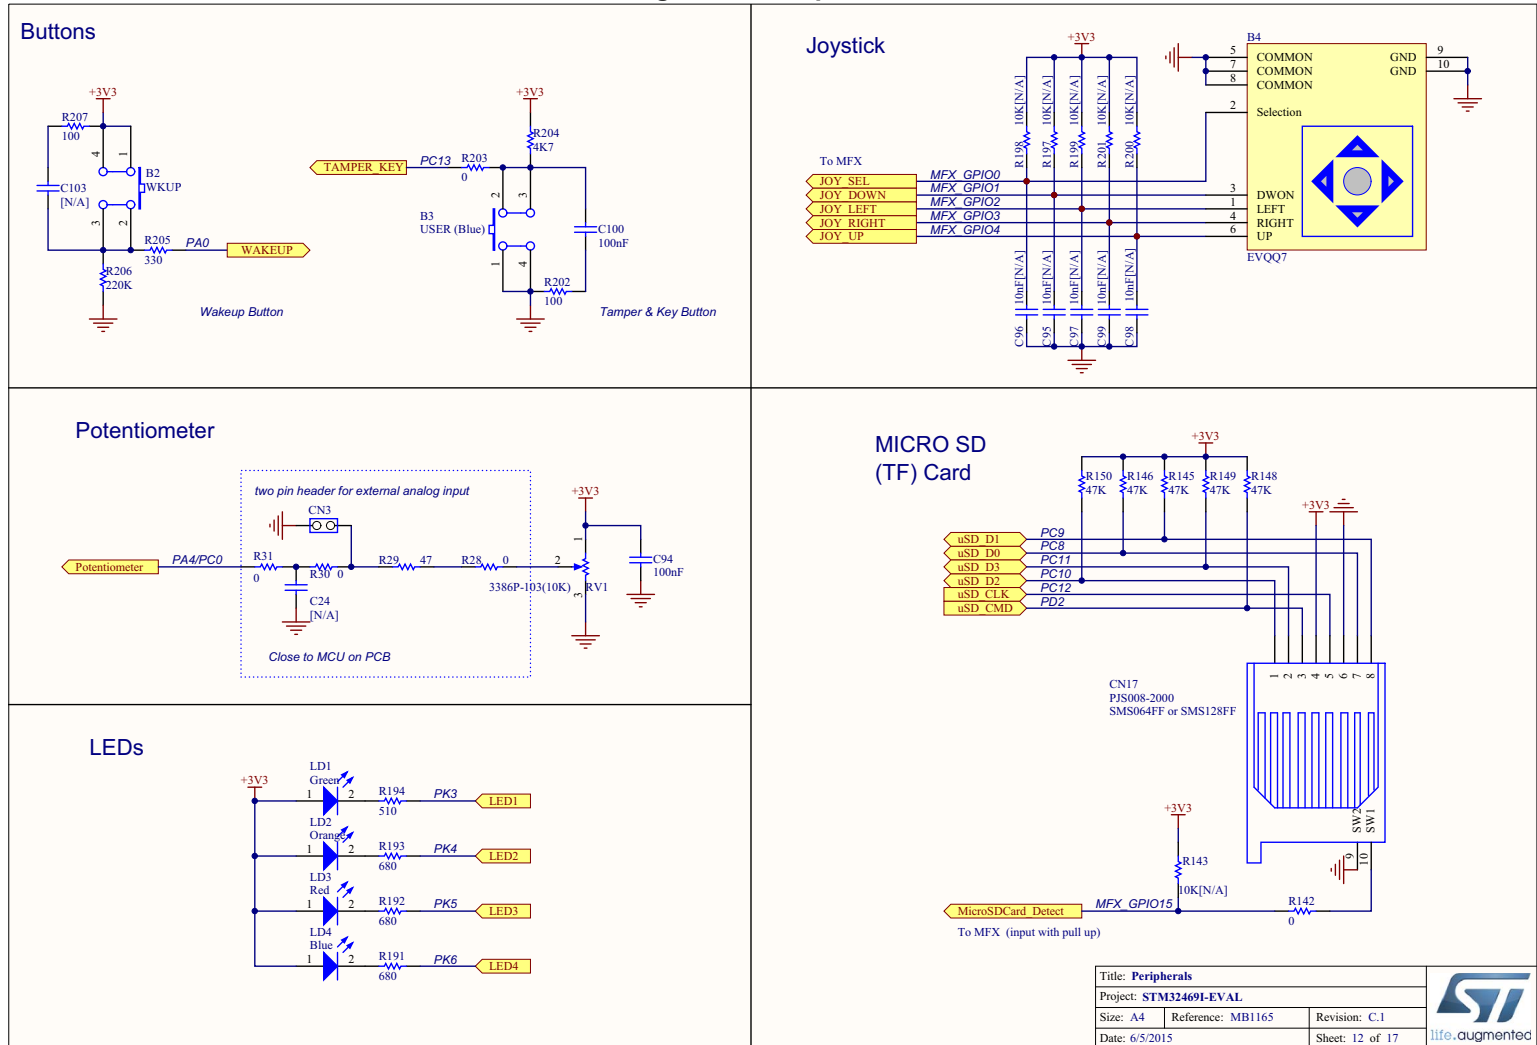 Buttons
+3V3
R207
100
4
1
B2
WKUP
C103
[N/A]
3
2
R205
330
PA0
WAKEUP
R206
220K
Wakeup Button
+3V3
R204
4K7
TAMPER_KEY
PC13
R203
0
2
3
B3
USER (Blue)
C100
100nF
1
4
R202
100
Tamper & Key Button
Joystick
+3V3
R198 10K[N/A]
R197 10K[N/A]
R199 10K[N/A]
R201 10K[N/A]
R200 10K[N/A]
To MFX
JOY_SEL MFX_GPIO0
JOY_DOWN MFX_GPIO1
JOY_LEFT MFX_GPIO2
JOY_RIGHT MFX_GPIO3
JOY_UP MFX_GPIO4
C96 10nF[N/A]
C95 10nF[N/A]
C97 10nF[N/A]
C99 10nF[N/A]
C98 10nF[N/A]
B4
5 COMMON GND 9
7 COMMON GND 10
8 COMMON
2 Selection
3 DWON
1 LEFT
4 RIGHT
6 UP
EVQQ7
Potentiometer
two pin header for external analog input
CN3
+3V3
Potentiometer
PA4/PC0
R31
0
R30 0
R29 47
R28 0
C24
[N/A]
1
2
3
3386P-103(10K) RV1
C94
100nF
Close to MCU on PCB
MICRO SD
(TF) Card
+3V3
R150
47K
R146
47K
R145
47K
R149
47K
R148
47K
+3V3
uSD_D1 PC9
uSD_D0 PC8
uSD_D3 PC11
uSD_D2 PC10
uSD_CLK PC12
uSD_CMD PD2
CN17
PJS008-2000
SMS064FF or SMS128FF
1 2 3 4 5 6 7 8
SW2 SW1
9 10
+3V3
R143
10K[N/A]
MicroSDCard_Detect
MFX_GPIO15
R142
0
To MFX (input with pull up)
LEDs
+3V3
LD1
Green
1 2 R194
510
PK3 LED1
LD2
Orange
1 2 R193
680
PK4 LED2
LD3
Red
1 2 R192
680
PK5 LED3
LD4
Blue
1 2 R191
680
PK6 LED4
Title: Peripherals
Project: STM32469I-EVAL
Size: A4 Reference: MB1165 Revision: C.1
Date: 6/5/2015 Sheet: 12 of 17
ST
life.augmented